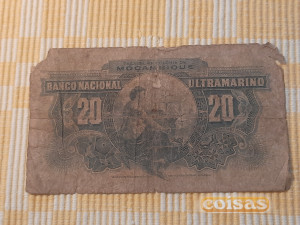 MOÇAMBIQUE
BANCO NACIONAL ULTRAMARINO
20 20
coisas